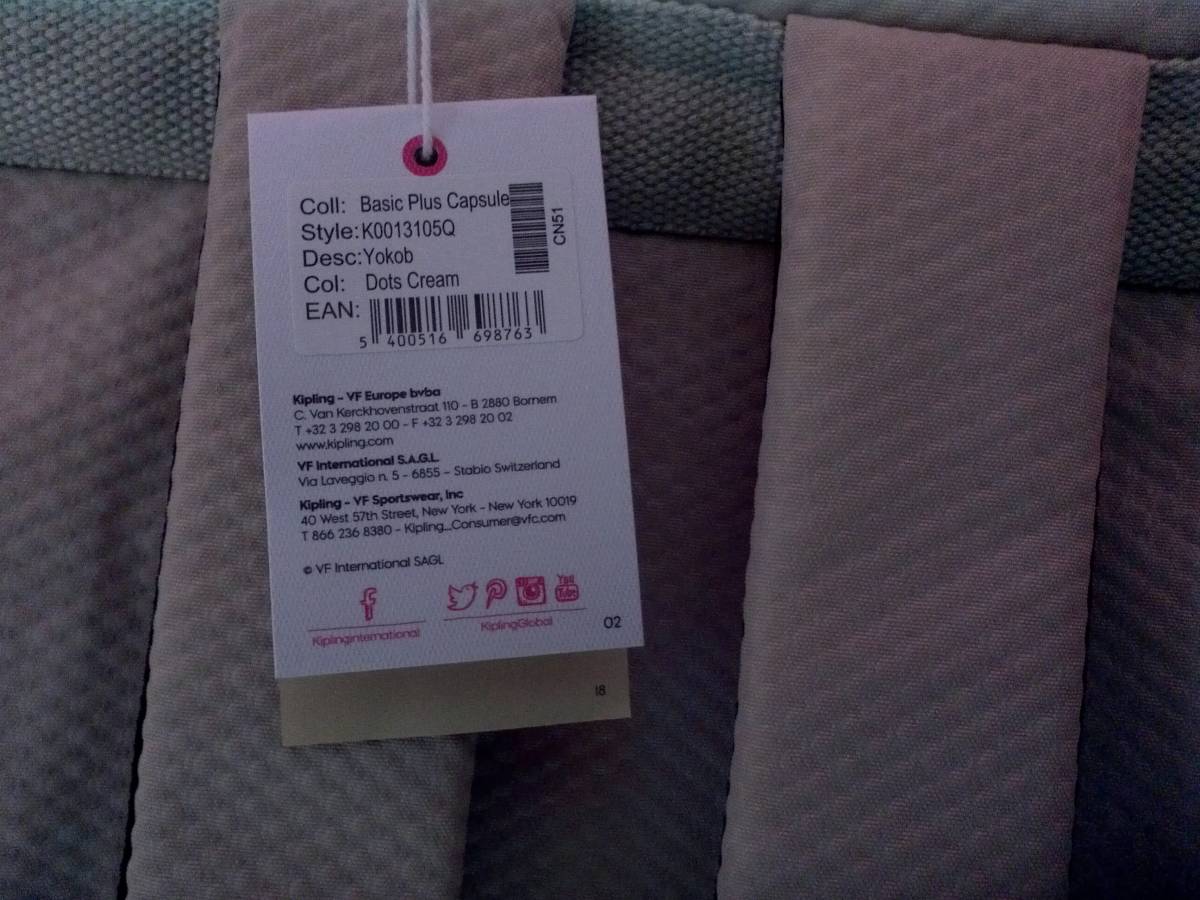 Coll: Basic Plus Capsule
Style: K0013105Q
Desc: Yokob
Col: Dots Cream
EAN:
5 400516 698763
CN51
Kipling – VF Europe bvba
C. Van Kerckhovenstraat 110 - B 2880 Bornem
T +32 3 298 20 00 - F +32 3 298 20 02
www.kipling.com
VF International S.A.G.L.
Via Laveggio n. 5 - 6855 – Stabio Switzerland
Kipling – VF Sportswear, Inc
40 West 57th Street, New York - New York 10019
T 866 236 8380 - Kipling_Consumer@vfc.com
© VF International SAGL
You Tube
KiplingInternational
KiplingGlobal
02
18